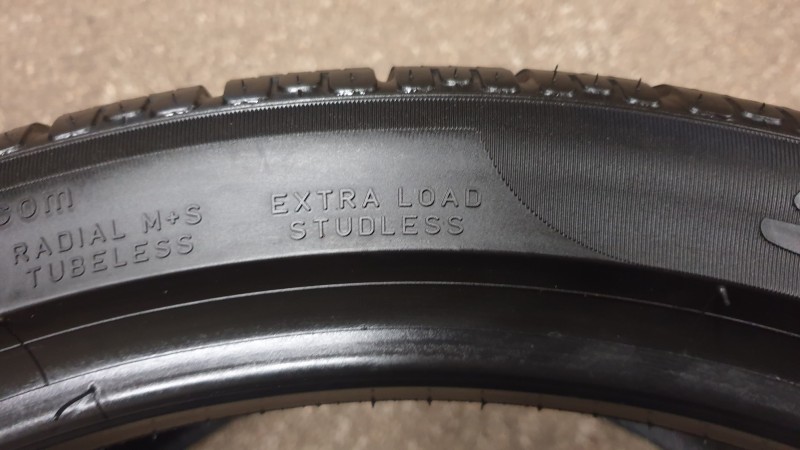 com
RADIAL M+S
TUBELESS
EXTRA LOAD
STUDLESS